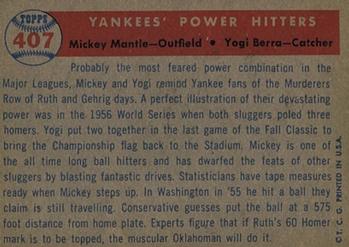 TOPPS
407
YANKEES' POWER HITTERS
Mickey Mantle—Outfield • Yogi Berra—Catcher
Probably the most feared power combination in the
Major Leagues, Mickey and Yogi remind Yankee fans of the Murderers
Row of Ruth and Gehrig days. A perfect illustration of their devastating
power was in the 1956 World Series when both sluggers poled three
homers. Yogi put two together in the last game of the Fall Classic to
bring the Championship flag back to the Stadium. Mickey is one of
the all time long ball hitters and has dwarfed the feats of other
sluggers by blasting fantastic drives. Statisticians have tape measures
ready when Mickey steps up. In Washington in '55 he hit a ball they
claim is still travelling. Conservative guesses put the ball at a 575
foot distance from home plate. Experts figure that if Ruth's 60 Homer
mark is to be topped, the muscular Oklahoman will do it.
©T. C. G. PRINTED IN U.S.A.